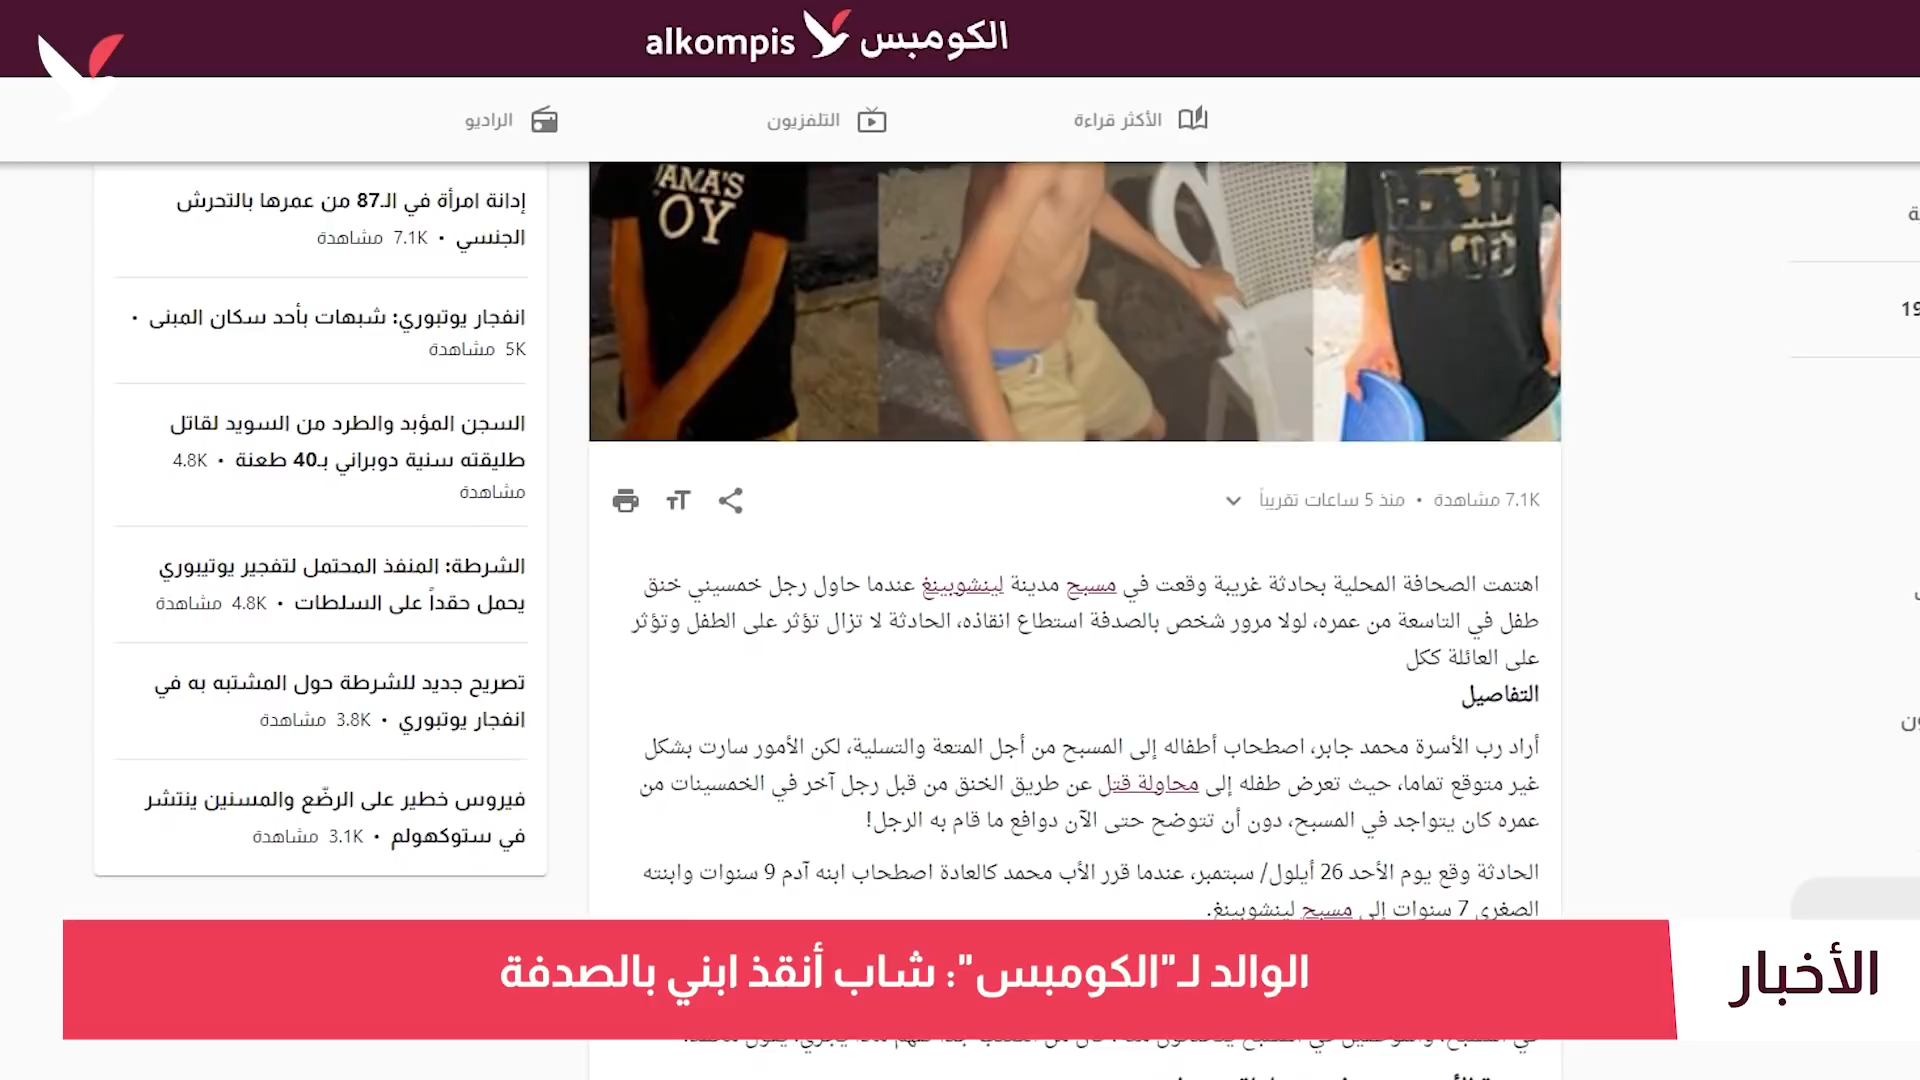 alkompis الكومبس
الأكثر قراءة
التلفزيون
الراديو
AMA'S
OY
7.1K مشاهدة • منذ 5 ساعات تقريباً
اهتمت الصحافة المحلية بحادثة غريبة وقعت في مسبح مدينة لينشوبينغ عندما حاول رجل خمسيني خنق
طفل في التاسعة من عمره، لولا مرور شخص بالصدفة استطاع انقاذه، الحادثة لا تزال تؤثر على الطفل وتؤثر
على العائلة ككل
التفاصيل
أراد رب الأسرة محمد جابر، اصطحاب أطفاله إلى المسبح من أجل المتعة والتسلية، لكن الأمور سارت بشكل
غير متوقع تماما، حيث تعرض طفله إلى محاولة قتل عن طريق الخنق من قبل رجل آخر في الخمسينات من
عمره كان يتواجد في المسبح، دون أن تتوضح حتى الآن دوافع ما قام به الرجل!
الحادثة وقع يوم الأحد 26 أيلول/ سبتمبر، عندما قرر الأب محمد كالعادة اصطحاب ابنه آدم 9 سنوات وابنته
الصغرى 7 سنوات إلى مسبح لينشوبينغ.
إدانة امرأة في الـ87 من عمرها بالتحرش
الجنسي • 7.1K مشاهدة
انفجار يوتبوري: شبهات بأحد سكان المبنى •
5K مشاهدة
السجن المؤبد والطرد من السويد لقاتل
طليقته سنية دوبراني بـ40 طعنة • 4.8K
مشاهدة
الشرطة: المنفذ المحتمل لتفجير يوتيبوري
يحمل حقداً على السلطات • 4.8K مشاهدة
تصريح جديد للشرطة حول المشتبه به في
انفجار يوتبوري • 3.8K مشاهدة
فيروس خطير على الرضّع والمسنين ينتشر
في ستوكهولم • 3.1K مشاهدة
19
الأخبار
الوالد لـ"الكومبس": شاب أنقذ ابني بالصدفة